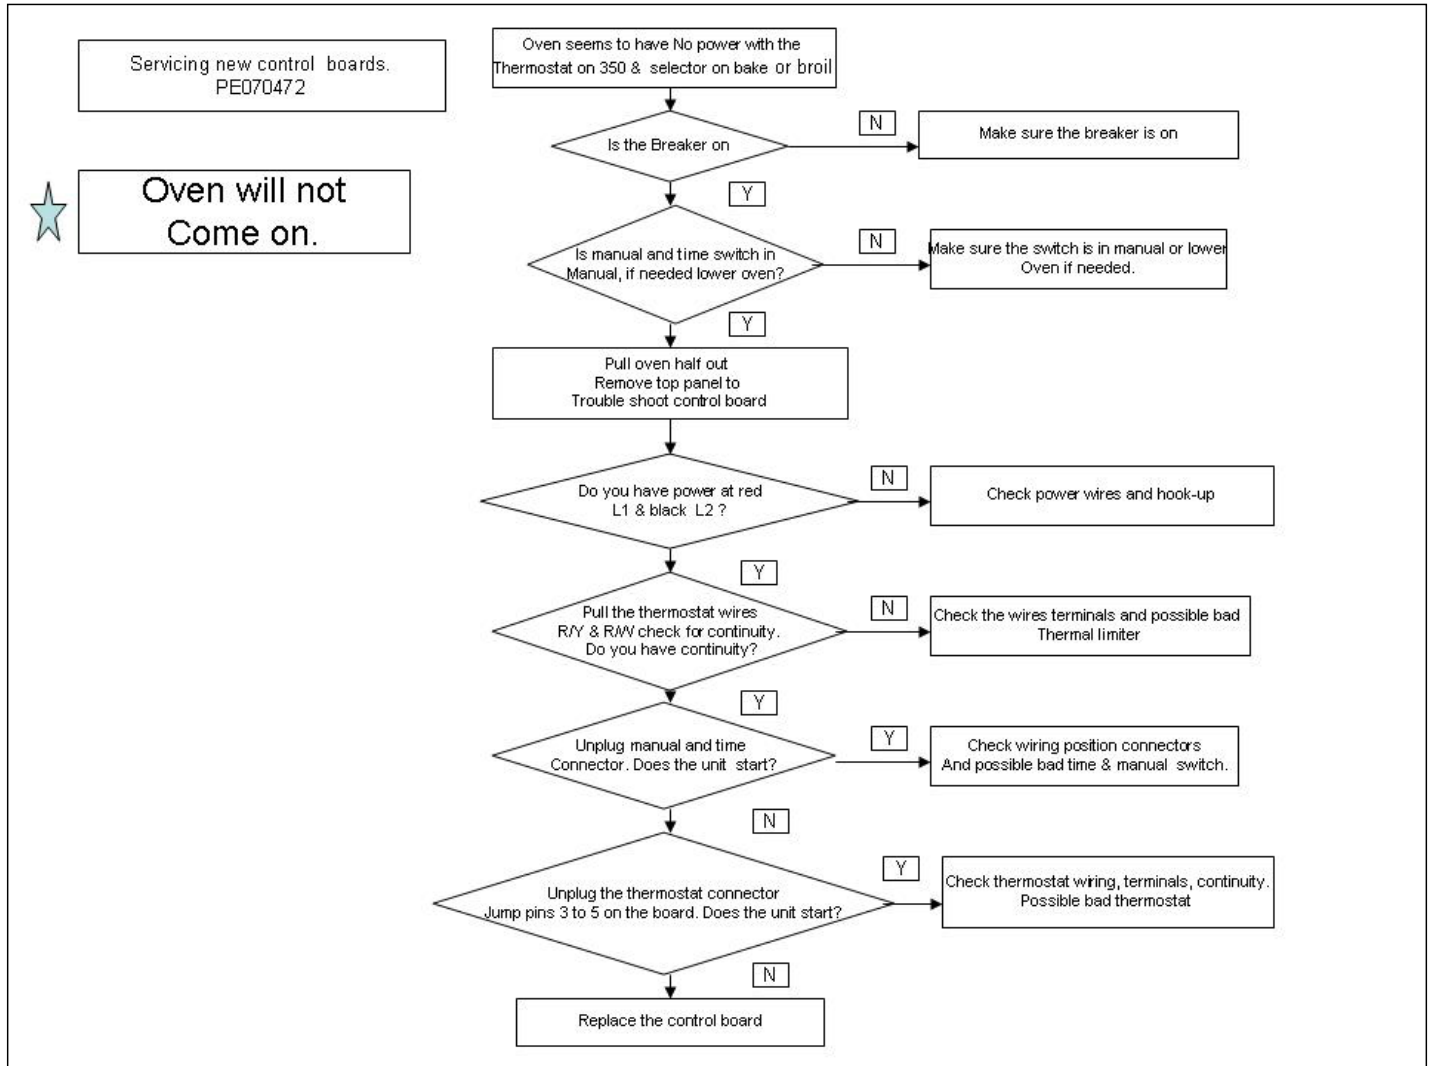 Servicing new control boards.
PE070472
Oven will not
Come on.
Oven seems to have No power with the
Thermostat on 350 & selector on bake or broil
Is the Breaker on
N
Make sure the breaker is on
Y
Is manual and time switch in
Manual, if needed lower oven?
N
Make sure the switch is in manual or lower
Oven if needed.
Y
Pull oven half out
Remove top panel to
Trouble shoot control board
Do you have power at red
L1 & black L2 ?
N
Check power wires and hook-up
Y
Pull the thermostat wires
R/Y & R/W check for continuity.
Do you have continuity?
N
Check the wires terminals and possible bad
Thermal limiter
Y
Unplug manual and time
Connector. Does the unit start?
Y
Check wiring position connectors
And possible bad time & manual switch.
N
Unplug the thermostat connector
Jump pins 3 to 5 on the board. Does the unit start?
Y
Check thermostat wiring, terminals, continuity.
Possible bad thermostat
N
Replace the control board